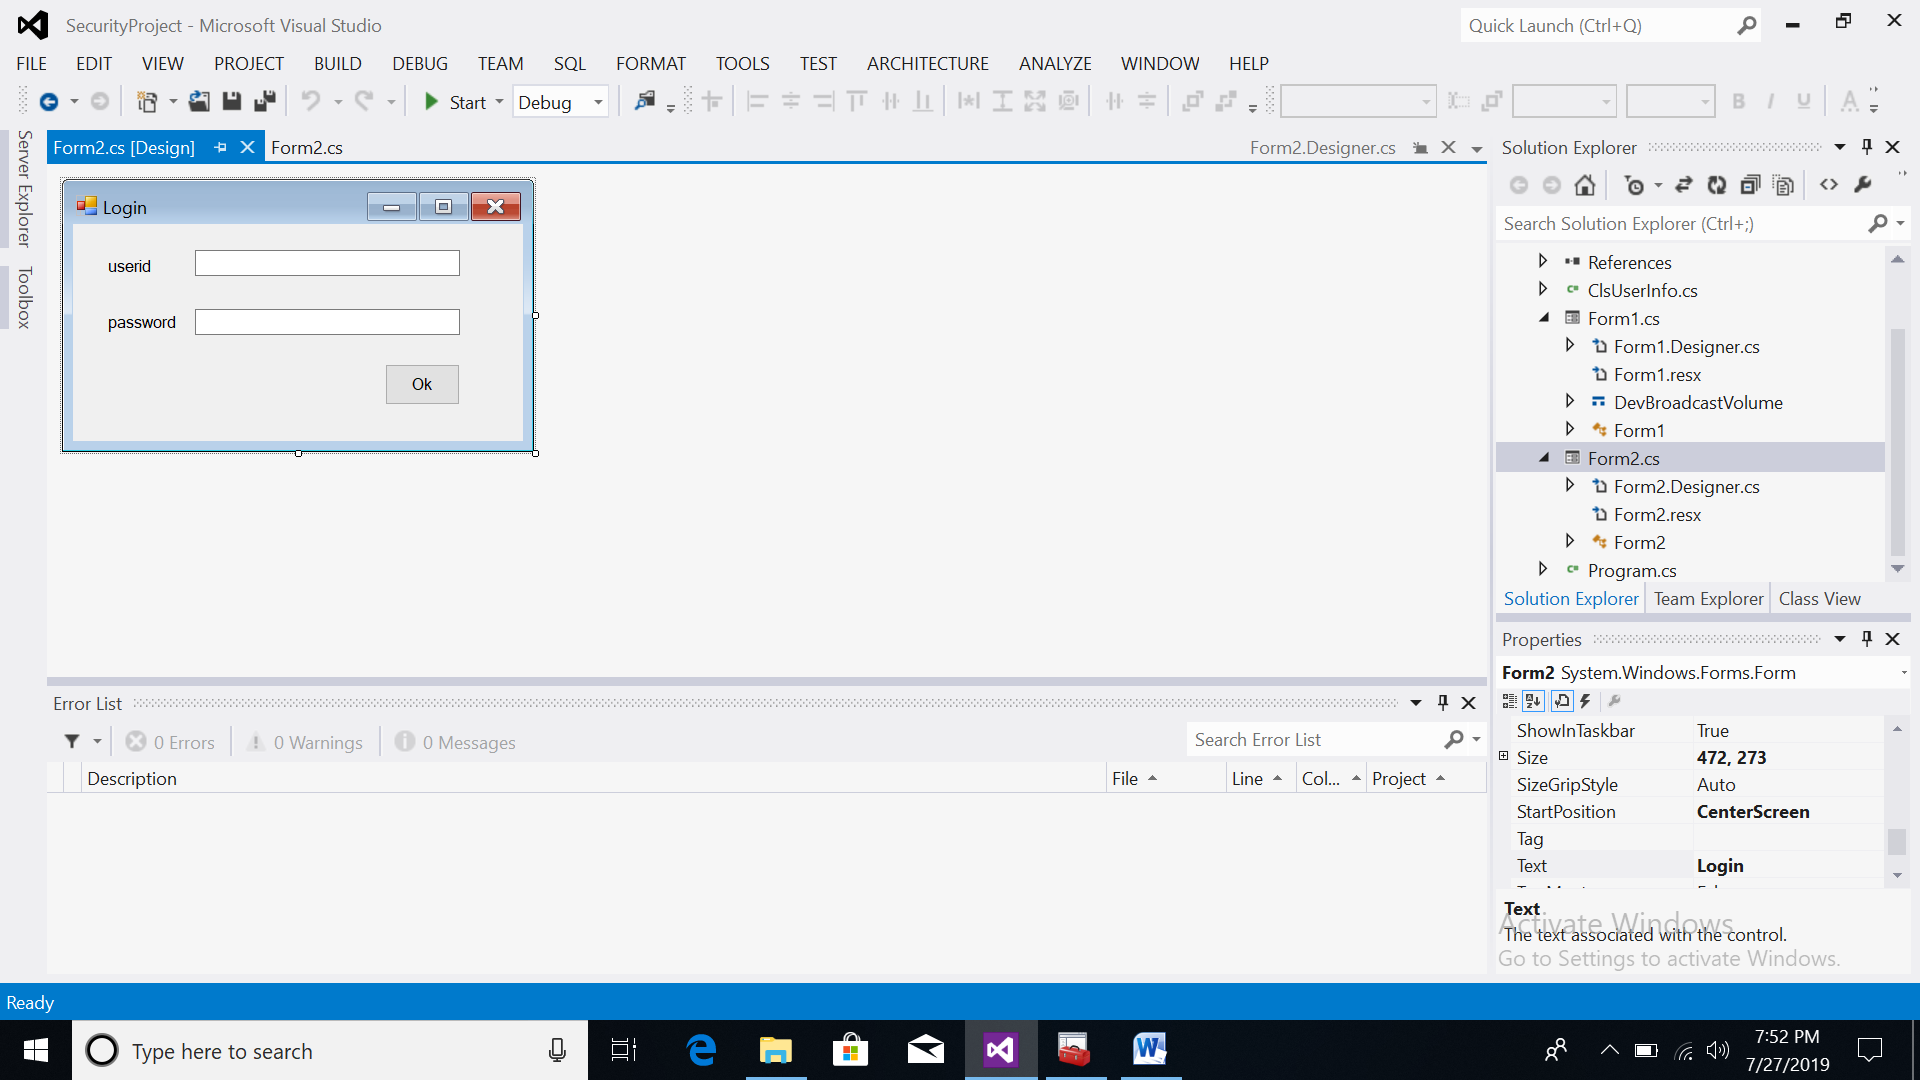 SecurityProject - Microsoft Visual Studio
Quick Launch (Ctrl+Q)
FILE EDIT VIEW PROJECT BUILD DEBUG TEAM SQL FORMAT TOOLS TEST ARCHITECTURE ANALYZE WINDOW HELP
Start Debug B I U A
Server Explorer
Toolbox
Form2.cs [Design] Form2.cs Form2.Designer.cs
Login
userid
password
Ok
Solution Explorer
Search Solution Explorer (Ctrl+;)
References
ClsUserInfo.cs
Form1.cs
Form1.Designer.cs
Form1.resx
DevBroadcastVolume
Form1
Form2.cs
Form2.Designer.cs
Form2.resx
Form2
Program.cs
Solution Explorer Team Explorer Class View
Properties
Form2 System.Windows.Forms.Form
ShowInTaskbar True
Size 472, 273
SizeGripStyle Auto
StartPosition CenterScreen
Tag
Text Login
Text
The text associated with the control.
Activate Windows
Go to Settings to activate Windows.
Error List
0 Errors 0 Warnings 0 Messages
Search Error List
Description File Line Col... Project
Ready
Type here to search
7:52 PM
7/27/2019